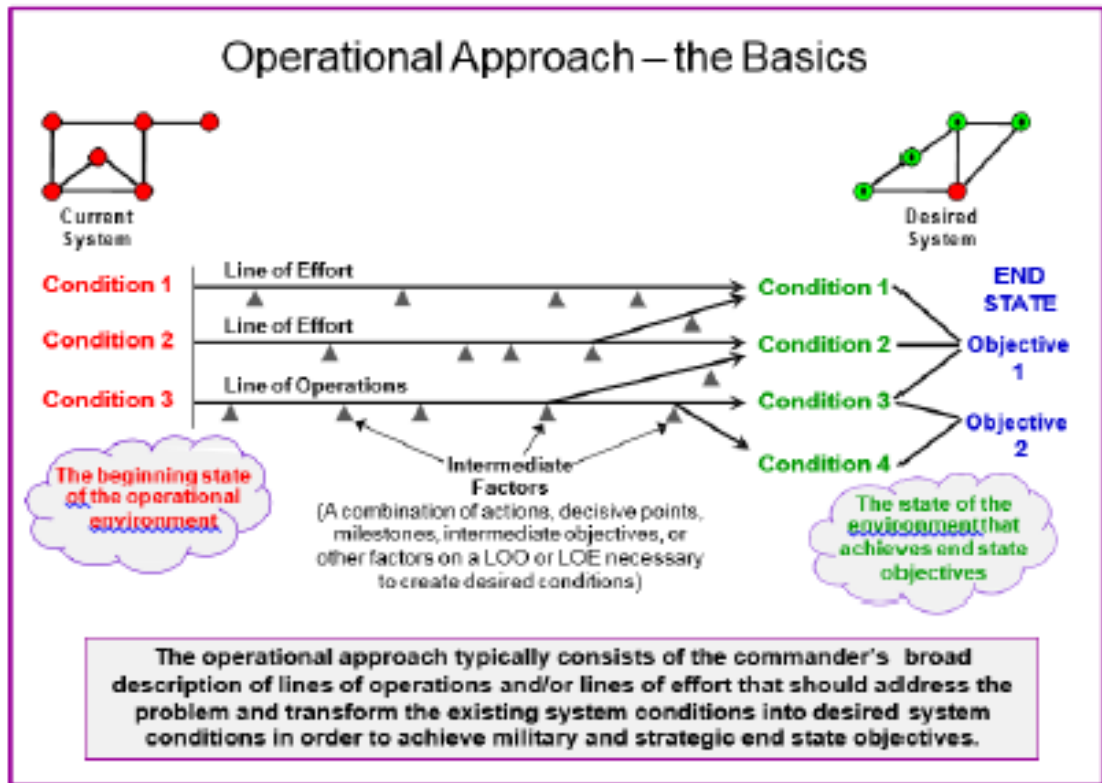 Operational Approach – the Basics
Current
System
Desired
System
Condition 1
Line of Effort
Condition 1
END
STATE
Condition 2
Line of Effort
Condition 2
Objective
1
Condition 3
Line of Operations
Condition 3
Objective
2
Condition 4
The beginning state
of the operational
environment
Intermediate
Factors
(A combination of actions, decisive points,
milestones, intermediate objectives, or
other factors on a LOO or LOE necessary
to create desired conditions)
The state of the
environment that
achieves end state
objectives
The operational approach typically consists of the commander's broad
description of lines of operations and/or lines of effort that should address the
problem and transform the existing system conditions into desired system
conditions in order to achieve military and strategic end state objectives.